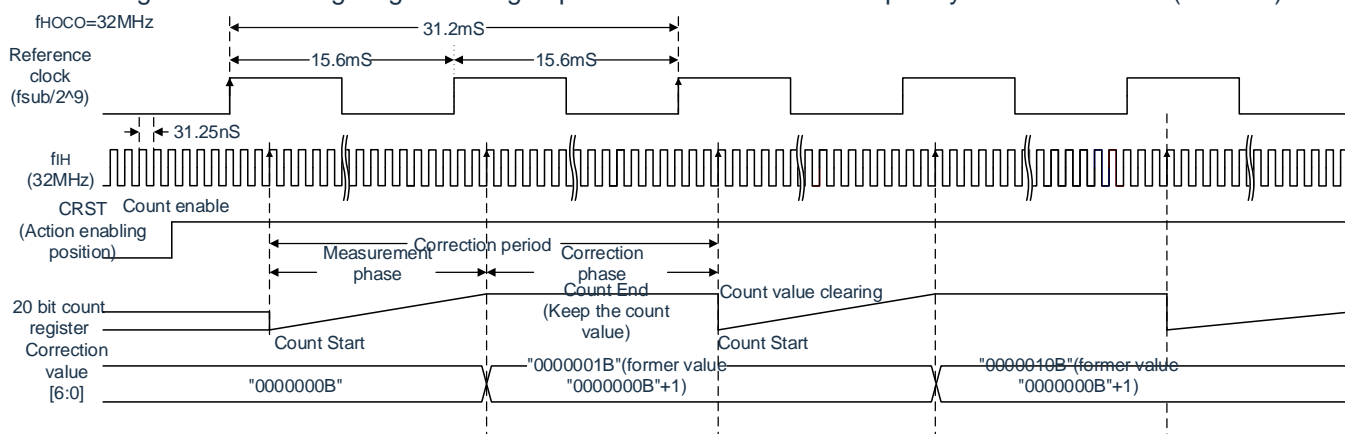 fHOCO=32MHz
31.2mS
Reference
clock
(fsub/2^9)
15.6mS
15.6mS
31.25nS
fIH
(32MHz)
CRST
Count enable
(Action enabling
position)
Correction period
Measurement
phase
Correction
phase
20 bit count
register
Count End
(Keep the count
value)
Count value clearing
Count Start
Count Start
Correction
value
[6:0]
"0000000B"
"0000001B"(former value
"0000000B"+1)
"0000010B"(former value
"0000000B"+1)